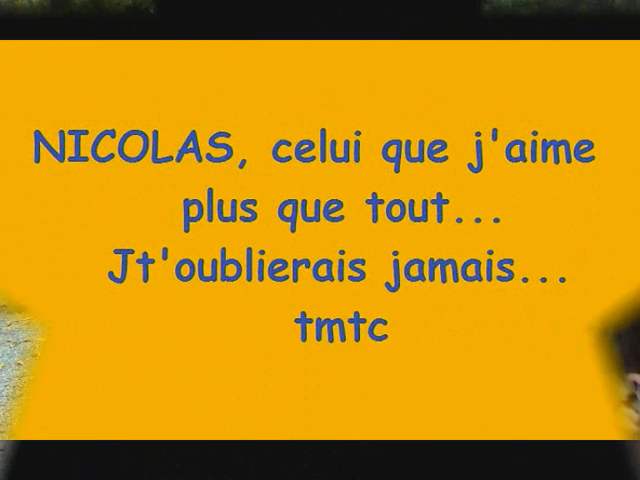 NICOLAS, celui que j'aime
plus que tout...
Jt'oublierais jamais...
tmtc